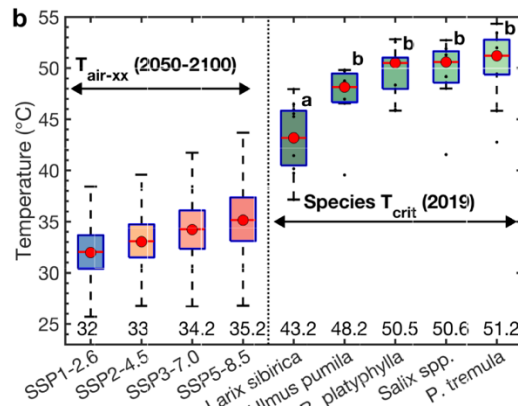 b
55
50
45
40
35
30
25
Temperature (°C)
T air-xx (2050-2100)
a
b
b
b
b
Species T crit (2019)
32 33 34.2 35.2 43.2 48.2 50.5 50.6 51.2
SSP1-2.6
SSP2-4.5
SSP3-7.0
SSP5-8.5
Larix sibirica
Ulmus pumila
platyphylla
Salix spp.
P. tremula